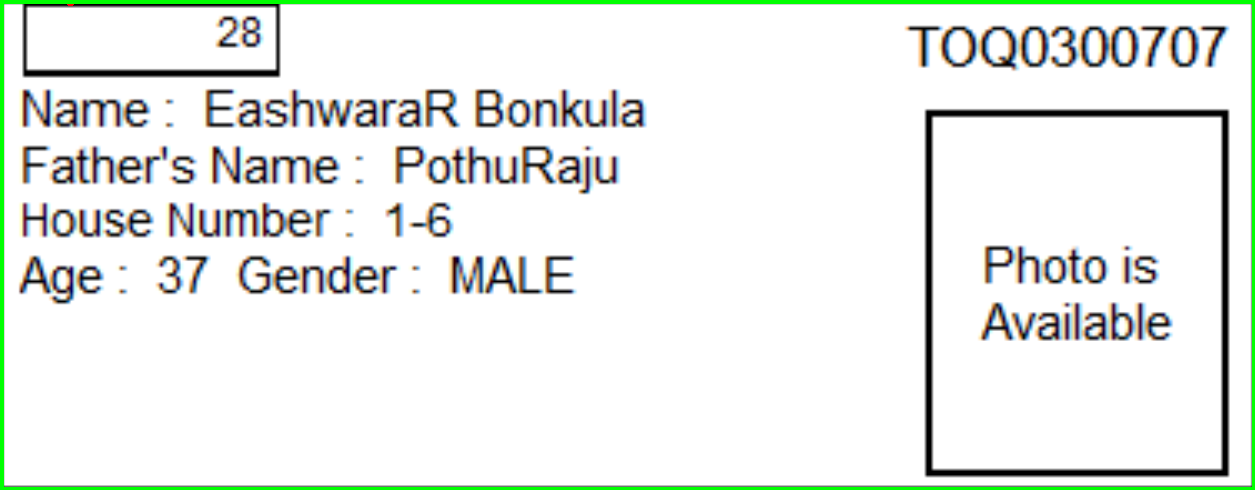 28
TOQ0300707
Name : EashwaraR Bonkula
Father's Name : PothuRaju
House Number : 1-6
Age : 37 Gender : MALE
Photo is
Available